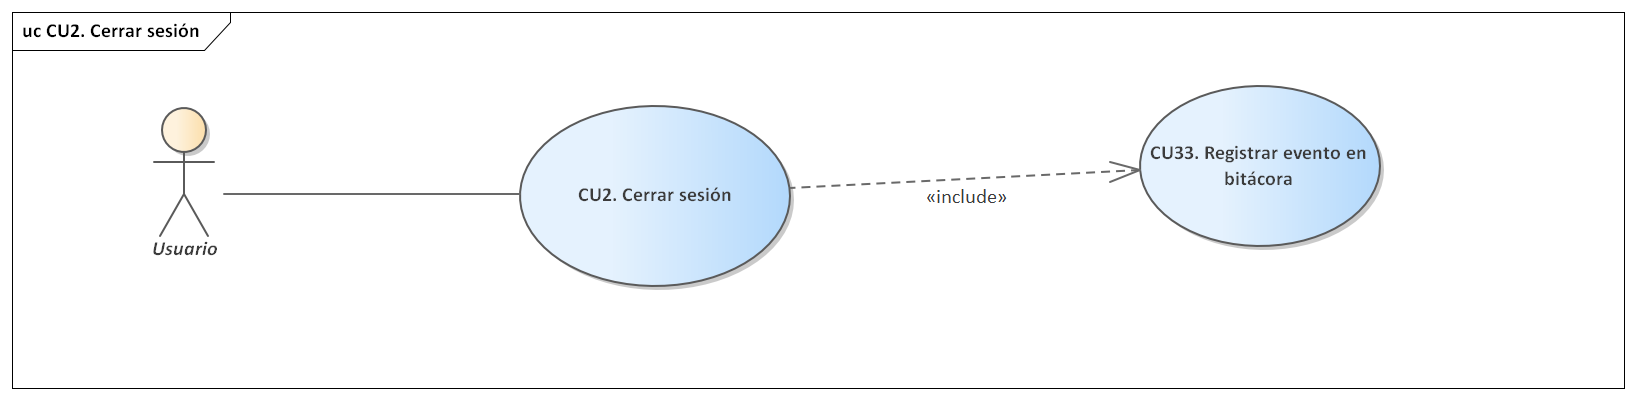 uc CU2. Cerrar sesión
Usuario
CU2. Cerrar sesión
«include»
CU33. Registrar evento en
bitácora